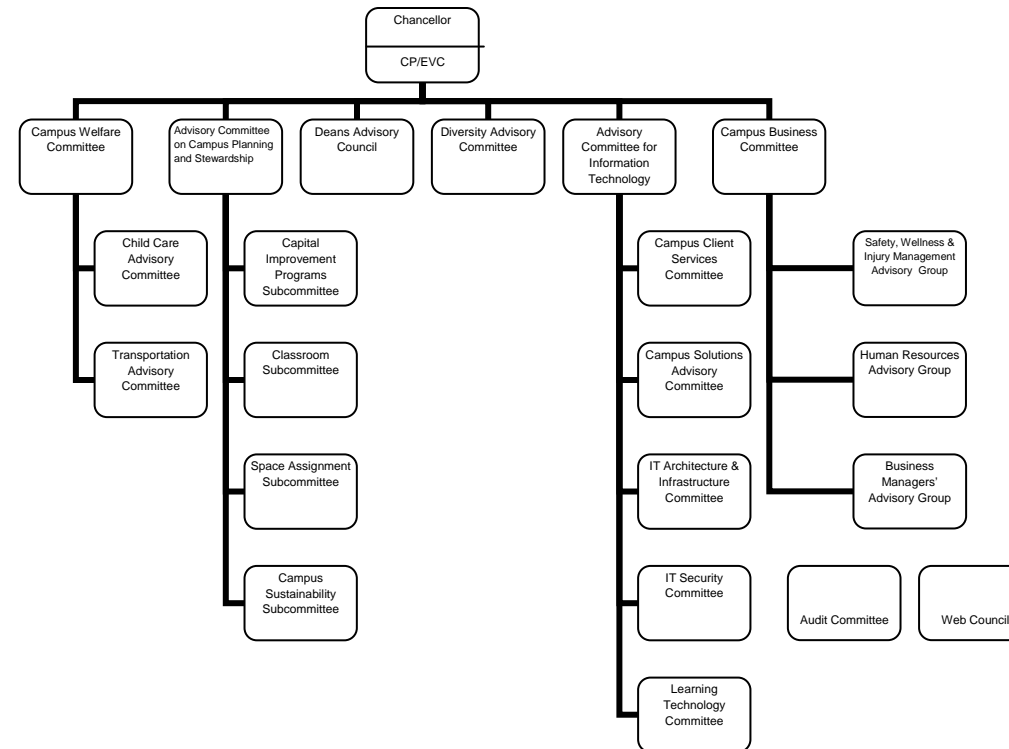 Chancellor
CP/EVC
Campus Welfare
Committee
Advisory Committee
on Campus Planning
and Stewardship
Deans Advisory
Council
Diversity Advisory
Committee
Advisory
Committee for
Information
Technology
Campus Business
Committee
Child Care
Advisory
Committee
Capital
Improvement
Programs
Subcommittee
Campus Client
Services
Committee
Safety, Wellness &
Injury Management
Advisory Group
Transportation
Advisory
Committee
Classroom
Subcommittee
Campus Solutions
Advisory
Committee
Human Resources
Advisory Group
Space Assignment
Subcommittee
IT Architecture &
Infrastructure
Committee
Business
Managers’
Advisory Group
Campus
Sustainability
Subcommittee
IT Security
Committee
Audit Committee
Web Council
Learning
Technology
Committee